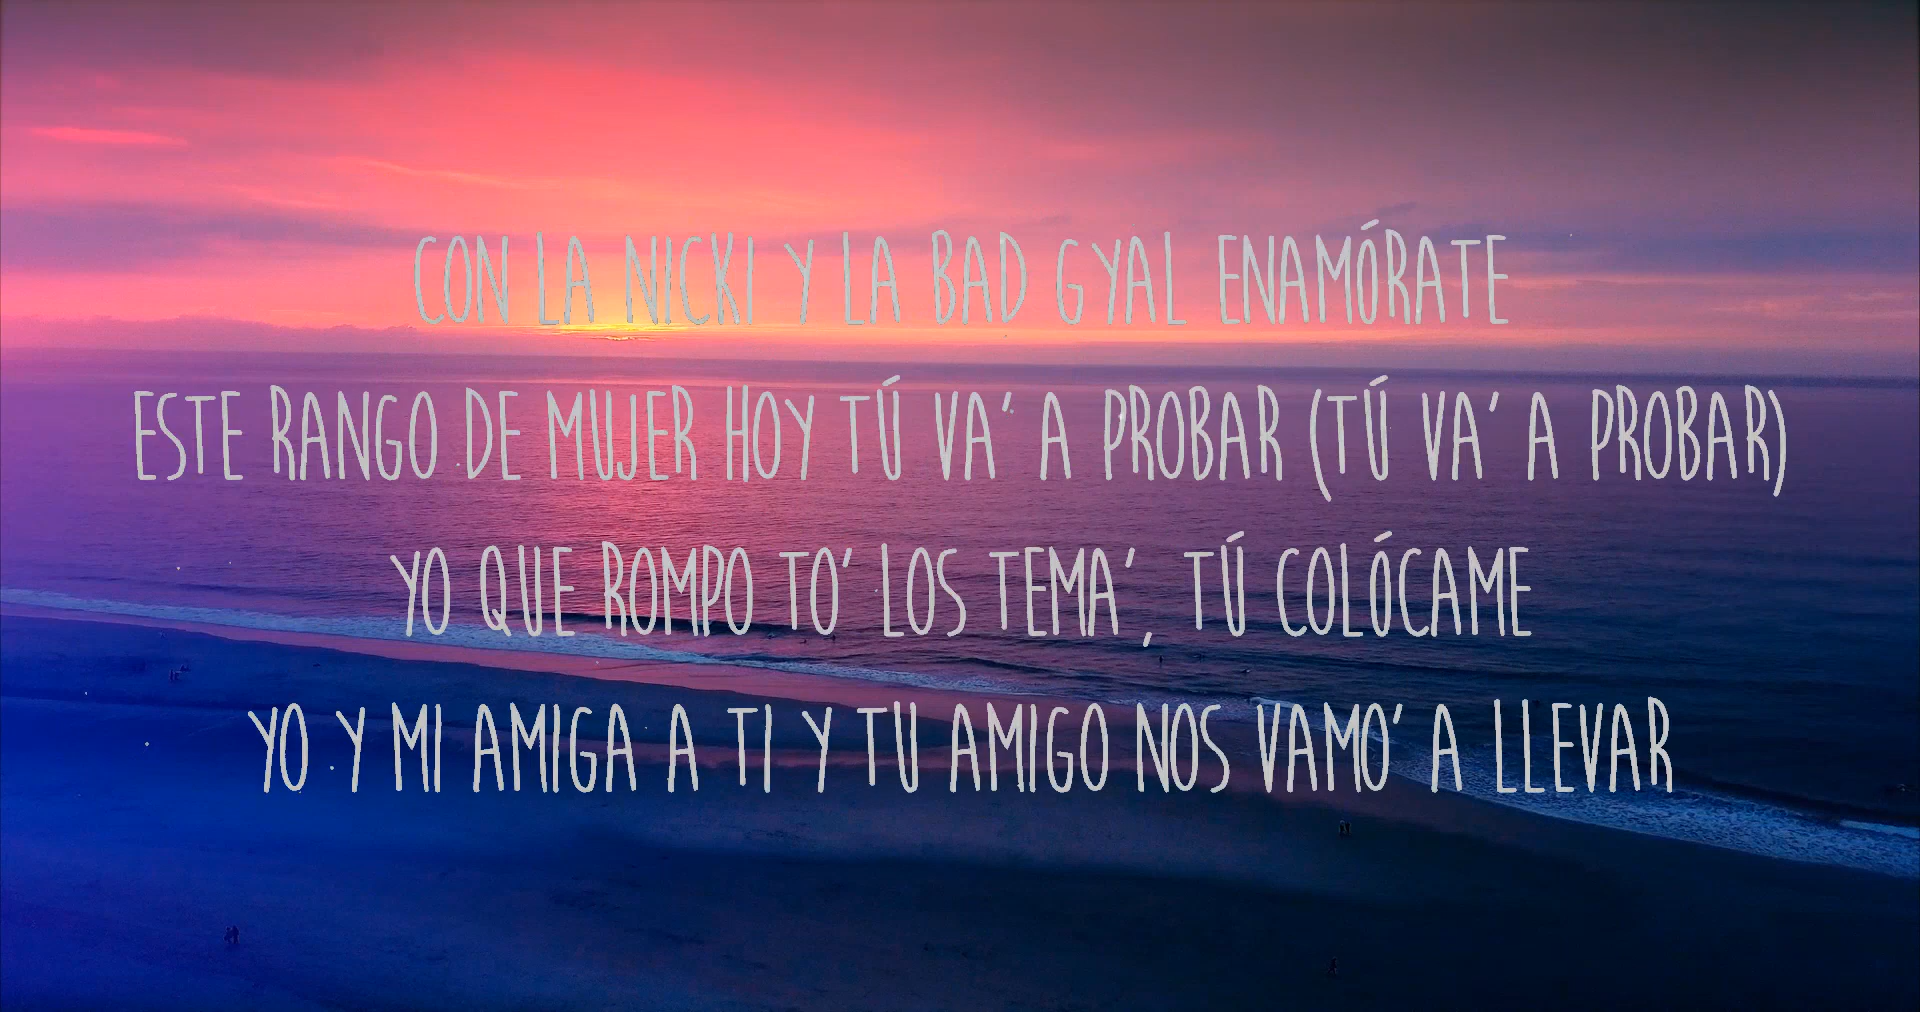 CON LA NICKI Y LA BAD GYAL ENAMÓRATE
ESTE RANGO DE MUJER HOY TÚ VA' A PROBAR (TÚ VA' A PROBAR)
YO QUE ROMPO TO' LOS TEMA', TÚ COLÓCAME
YO Y MI AMIGA A TI Y TU AMIGO NOS VAMO' A LLEVAR